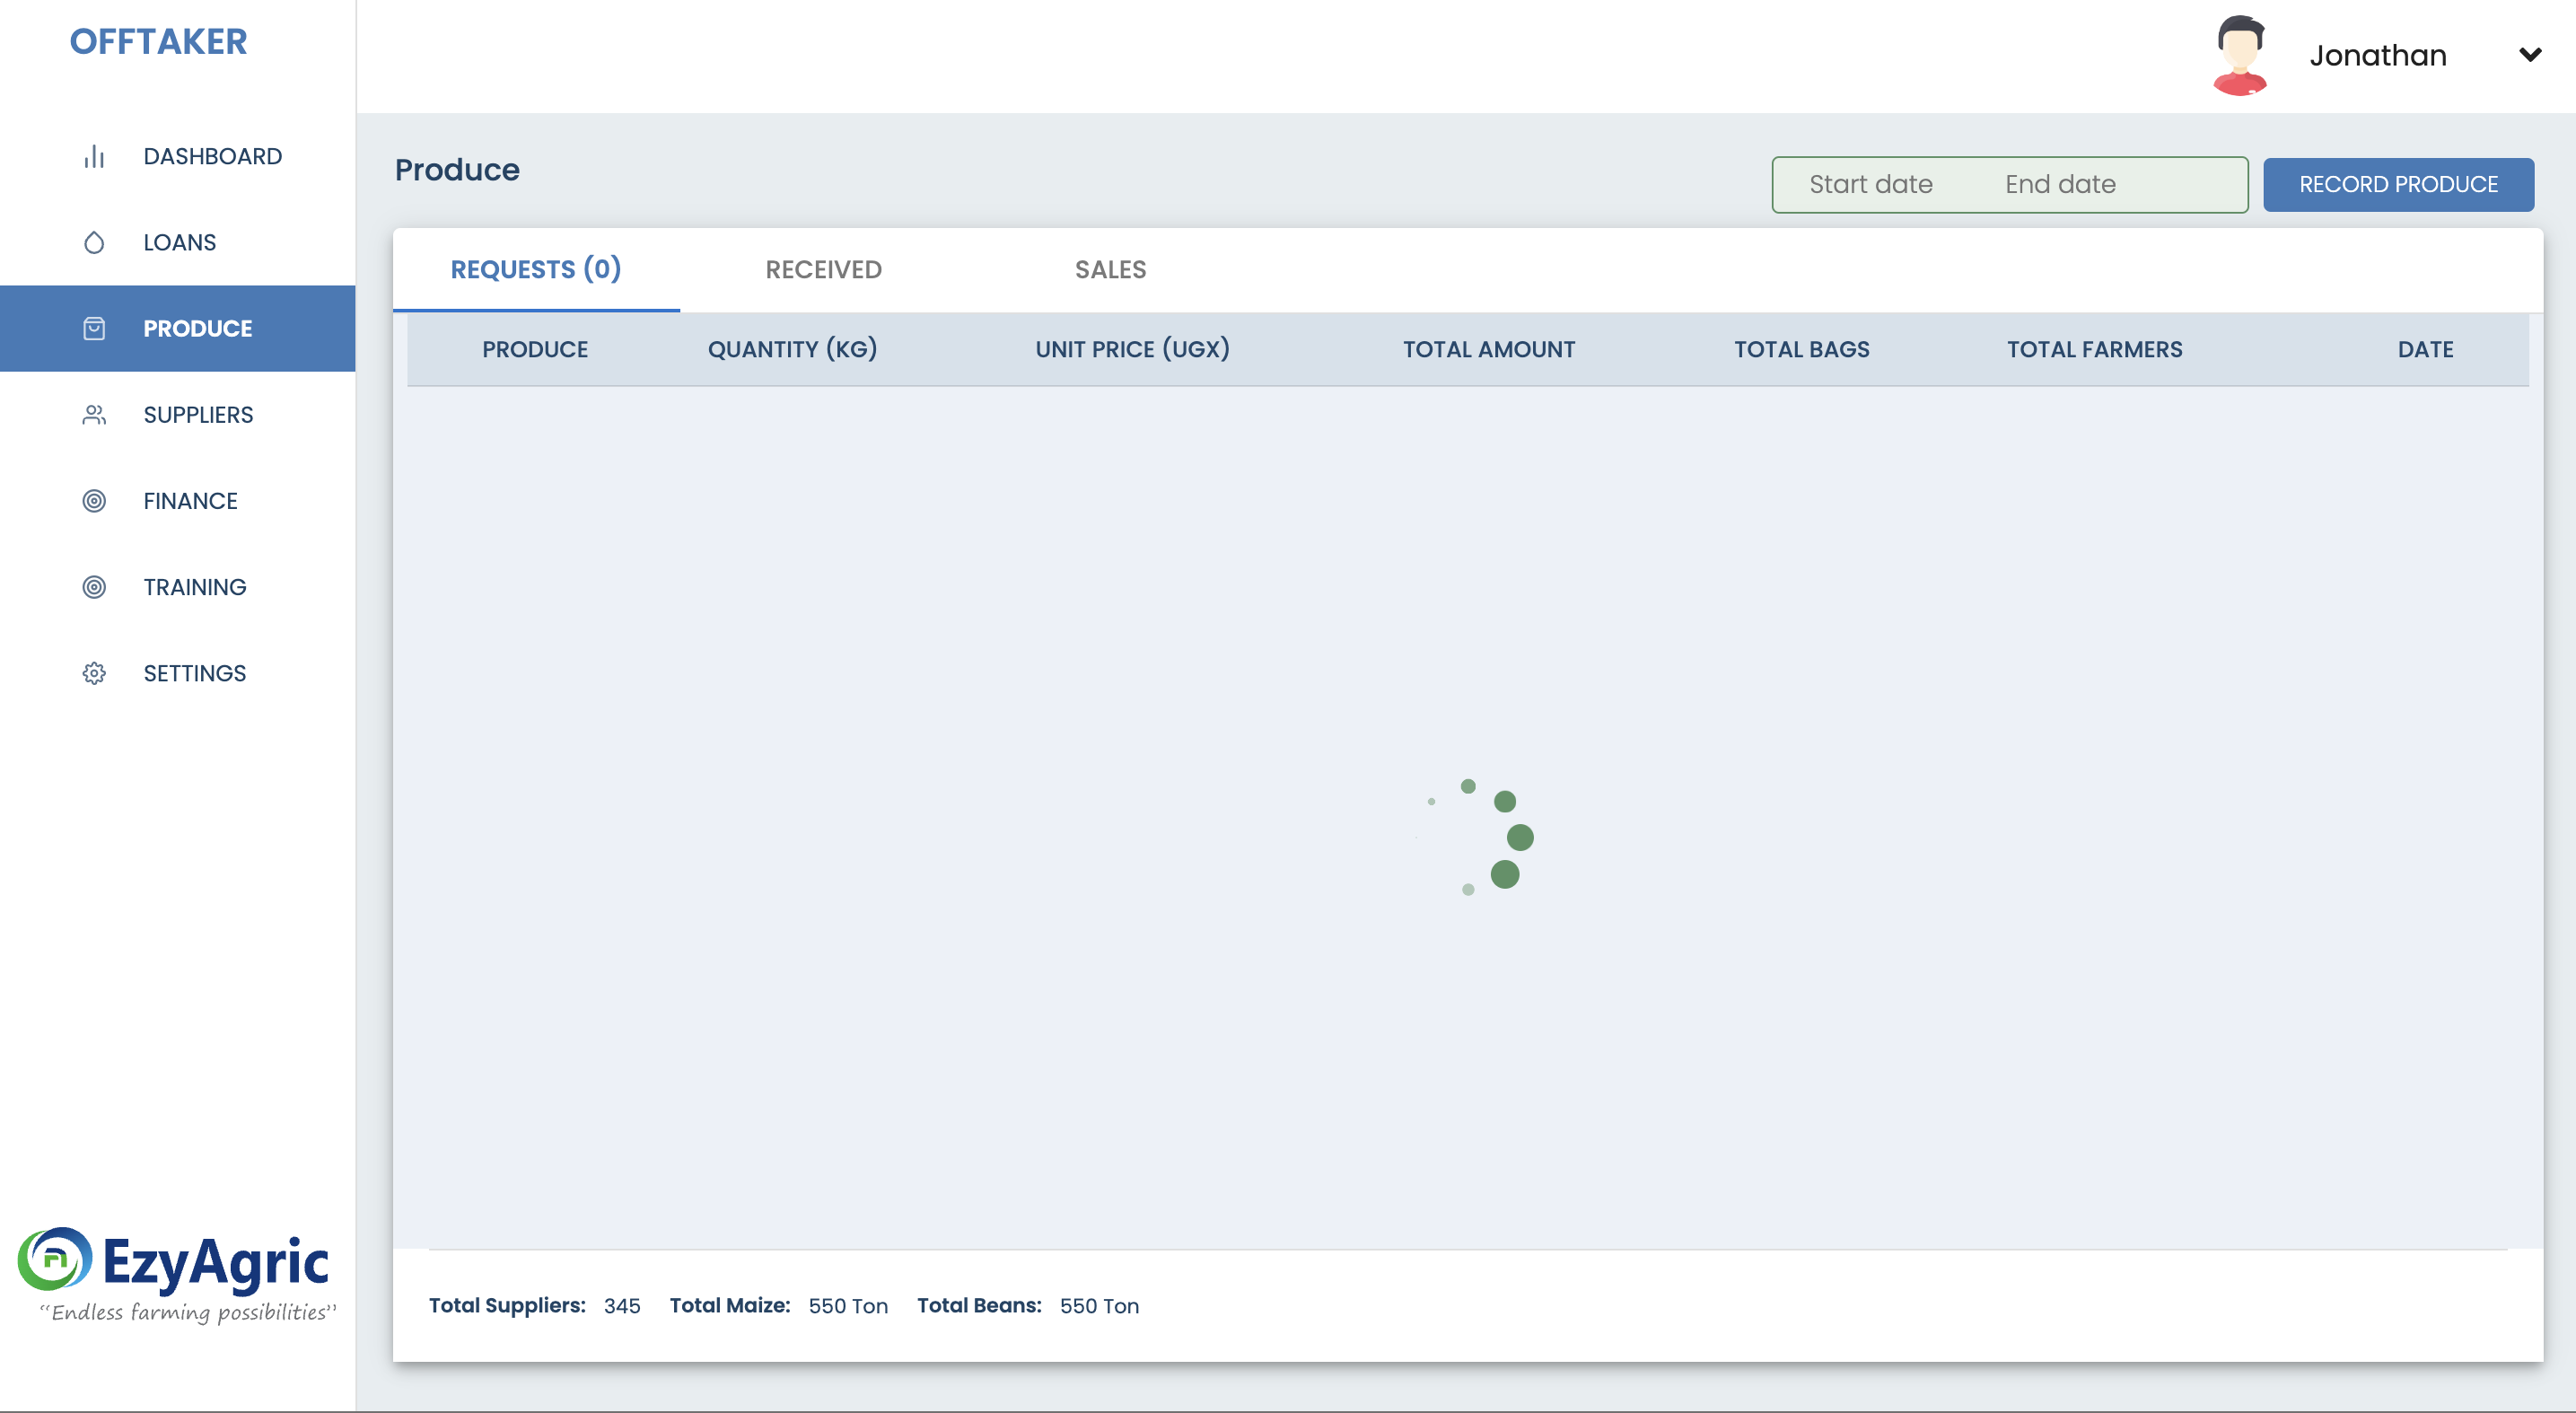 OFFTAKER
Jonathan
DASHBOARD
LOANS
PRODUCE
SUPPLIERS
FINANCE
TRAINING
SETTINGS
EzyAgric
“Endless farming possibilities”
Produce
Start date End date RECORD PRODUCE
REQUESTS (0) RECEIVED SALES
PRODUCE QUANTITY (KG) UNIT PRICE (UGX) TOTAL AMOUNT TOTAL BAGS TOTAL FARMERS DATE
Total Suppliers: 345 Total Maize: 550 Ton Total Beans: 550 Ton